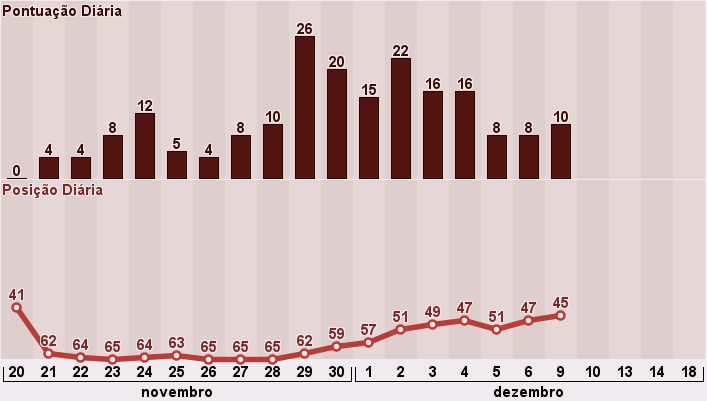 Pontuação Diária
0 4 4 8 12 5 4 8 10 26 20 15 22 16 16 8 8 10
Posição Diária
41 62 64 65 64 63 65 65 65 62 59 57 51 49 47 51 47 45
20 21 22 23 24 25 26 27 28 29 30 1 2 3 4 5 6 9 10 13 14 18
novembro dezembro